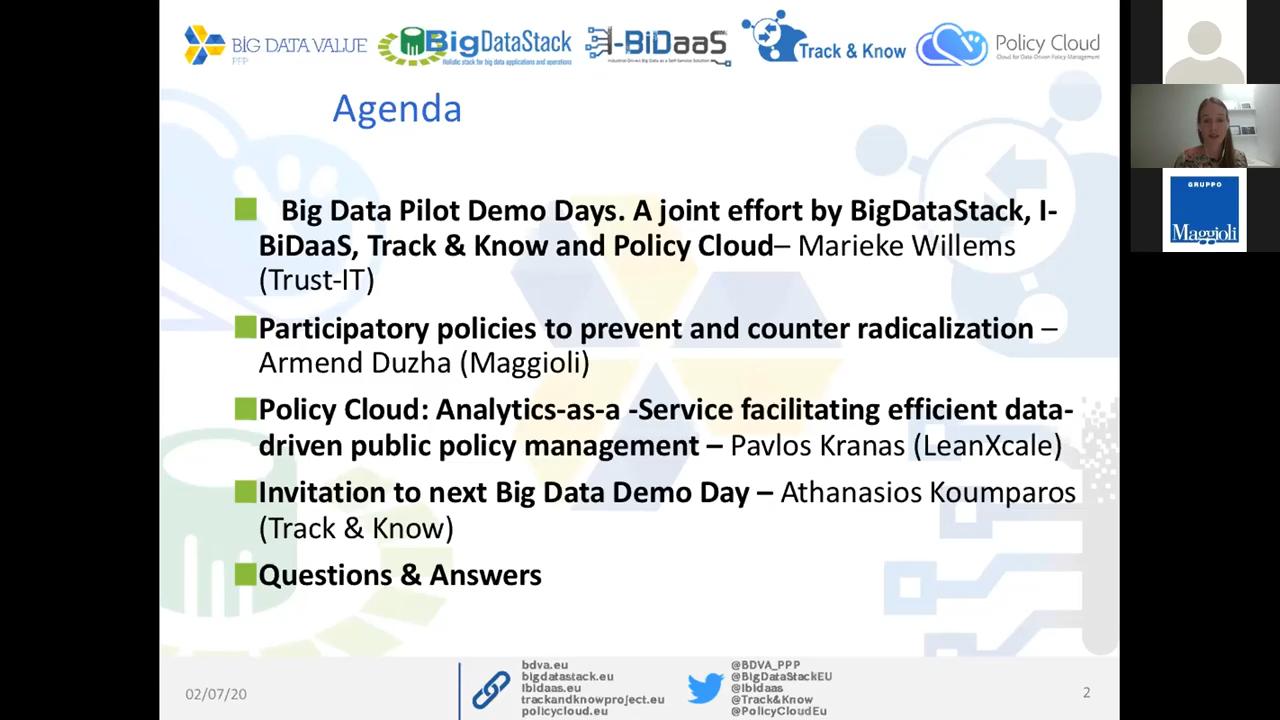 BIG DATA VALUE
PPP
BigDataStack
Holistic stack for big data applications and operations
I-BiDaaS
Industrial-Driven Big Data as a Self-Service Solution
Track & Know
Policy Cloud
Cloud for Data-Driven Policy Management
Agenda
Big Data Pilot Demo Days. A joint effort by BigDataStack, I-
BiDaaS, Track & Know and Policy Cloud– Marieke Willems
(Trust-IT)
Participatory policies to prevent and counter radicalization –
Armend Duzha (Maggioli)
Policy Cloud: Analytics-as-a -Service facilitating efficient data-
driven public policy management – Pavlos Kranas (LeanXcale)
Invitation to next Big Data Demo Day – Athanasios Koumparos
(Track & Know)
Questions & Answers
02/07/20
bdva.eu
bigdatastack.eu
Ibidaas.eu
trackandknowproject.eu
policycloud.eu
@BDVA_PPP
@BigDataStackEU
@Ibidaas
@Track&Know
@PolicyCloudEu
2
GRUPPO
Maggioli